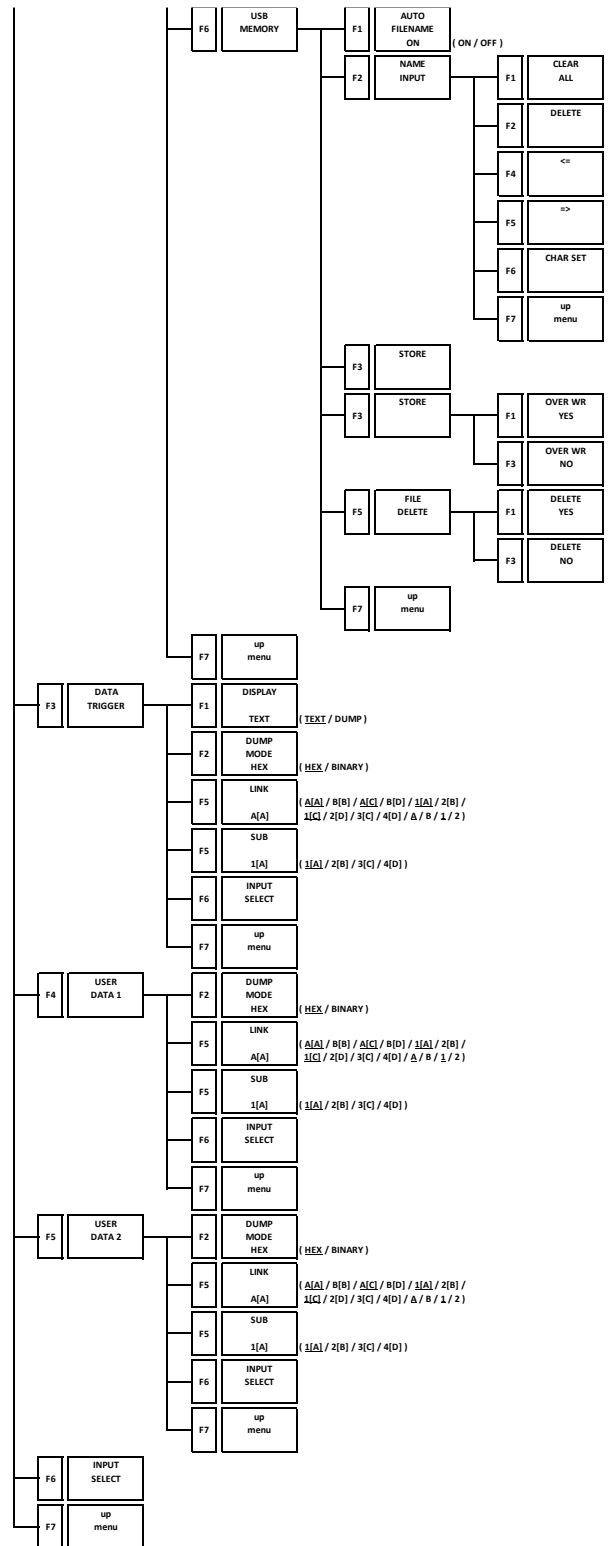 F6
USB
MEMORY
F1
AUTO
FILENAME
ON
( ON / OFF )
F2
NAME
INPUT
F1
CLEAR
ALL
F2
DELETE
F4
<=
F5
=>
F6
CHAR SET
F7
up
menu
F3
STORE
F3
STORE
F1
OVER WR
YES
F3
OVER WR
NO
F5
FILE
DELETE
F1
DELETE
YES
F3
DELETE
NO
F7
up
menu
F7
up
menu
F3
DATA
TRIGGER
F1
DISPLAY
TEXT
( TEXT / DUMP )
F2
DUMP
MODE
HEX
( HEX / BINARY )
F5
LINK
A[A]
( A[A] / B[B] / A[C] / B[D] / 1[A] / 2[B] /
1[C] / 2[D] / 3[C] / 4[D] / A / B / 1 / 2 )
F5
SUB
1[A]
( 1[A] / 2[B] / 3[C] / 4[D] )
F6
INPUT
SELECT
F7
up
menu
F4
USER
DATA 1
F2
DUMP
MODE
HEX
( HEX / BINARY )
F5
LINK
A[A]
( A[A] / B[B] / A[C] / B[D] / 1[A] / 2[B] /
1[C] / 2[D] / 3[C] / 4[D] / A / B / 1 / 2 )
F5
SUB
1[A]
( 1[A] / 2[B] / 3[C] / 4[D] )
F6
INPUT
SELECT
F7
up
menu
F5
USER
DATA 2
F2
DUMP
MODE
HEX
( HEX / BINARY )
F5
LINK
A[A]
( A[A] / B[B] / A[C] / B[D] / 1[A] / 2[B] /
1[C] / 2[D] / 3[C] / 4[D] / A / B / 1 / 2 )
F5
SUB
1[A]
( 1[A] / 2[B] / 3[C] / 4[D] )
F6
INPUT
SELECT
F7
up
menu
F6
INPUT
SELECT
F7
up
menu